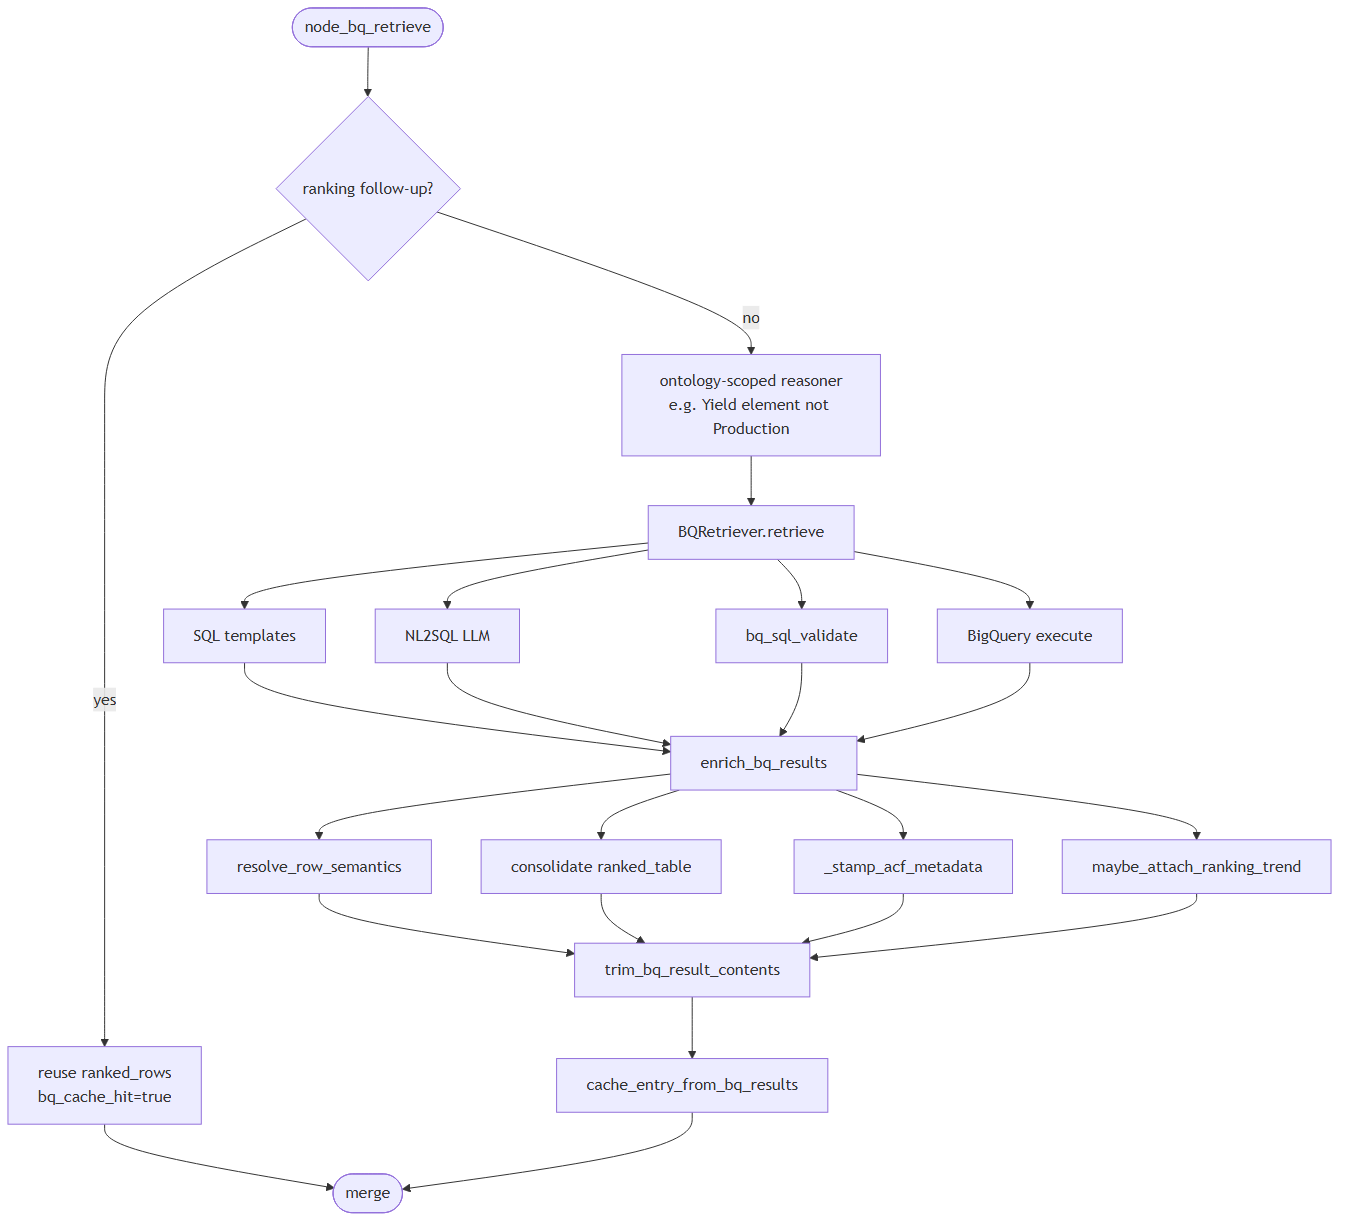 node_bq_retrieve
ranking follow-up?
no
ontology-scoped reasoner
e.g. Yield element not
Production
BQRetriever.retrieve
SQL templates
NL2SQL LLM
bq_sql_validate
BigQuery execute
yes
enrich_bq_results
resolve_row_semantics
consolidate ranked_table
_stamp_acf_metadata
maybe_attach_ranking_trend
trim_bq_result_contents
reuse ranked_rows
bq_cache_hit=true
cache_entry_from_bq_results
merge